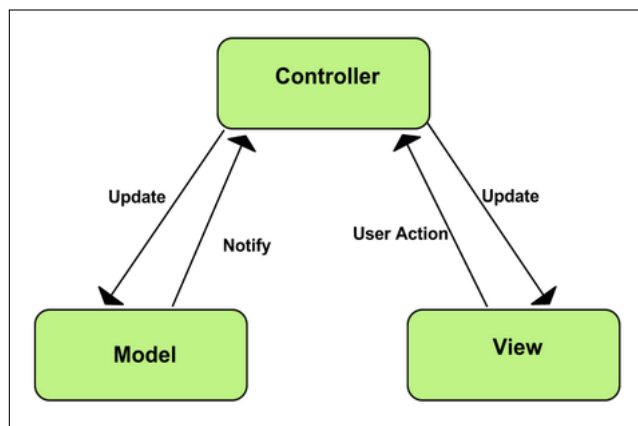 Controller
Update
Update
User Action
Notify
Model
View